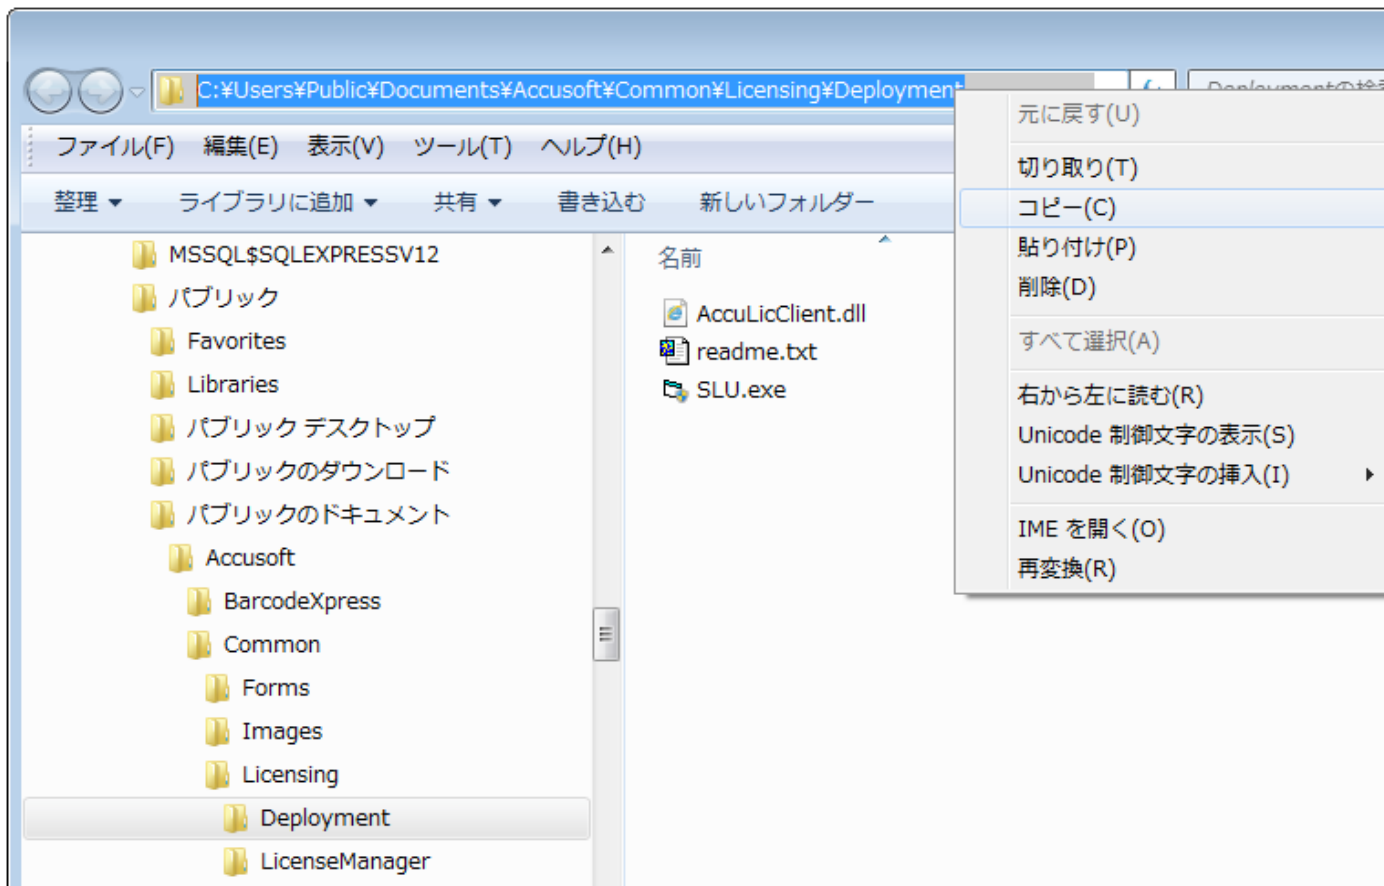 C:¥Users¥Public¥Documents¥Accusoft¥Common¥Licensing¥Deployment
ファイル(F) 編集(E) 表示(V) ツール(T) ヘルプ(H)
整理 ライブラリに追加 共有 書き込む 新しいフォルダー
MSSQL$SQLEXPRESSV12
パブリック
Favorites
Libraries
パブリック デスクトップ
パブリックのダウンロード
パブリックのドキュメント
Accusoft
BarcodeXpress
Common
Forms
Images
Licensing
Deployment
LicenseManager
名前
AccuLicClient.dll
readme.txt
SLU.exe
元に戻す(U)
切り取り(T)
コピー(C)
貼り付け(P)
削除(D)
すべて選択(A)
右から左に読む(R)
Unicode 制御文字の表示(S)
Unicode 制御文字の挿入(I)
IME を開く(O)
再変換(R)